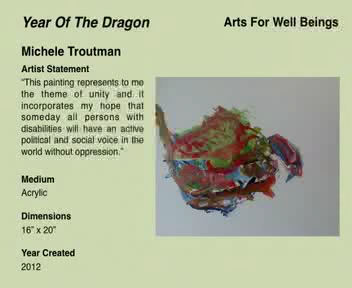 Year Of The Dragon
Arts For Well Beings
Michele Troutman
Artist Statement
“This painting represents to me
the theme of unity and it
incorporates my hope that
someday all persons with
disabilities will have an active
political and social voice in the
world without oppression.”
Medium
Acrylic
Dimensions
16” x 20”
Year Created
2012